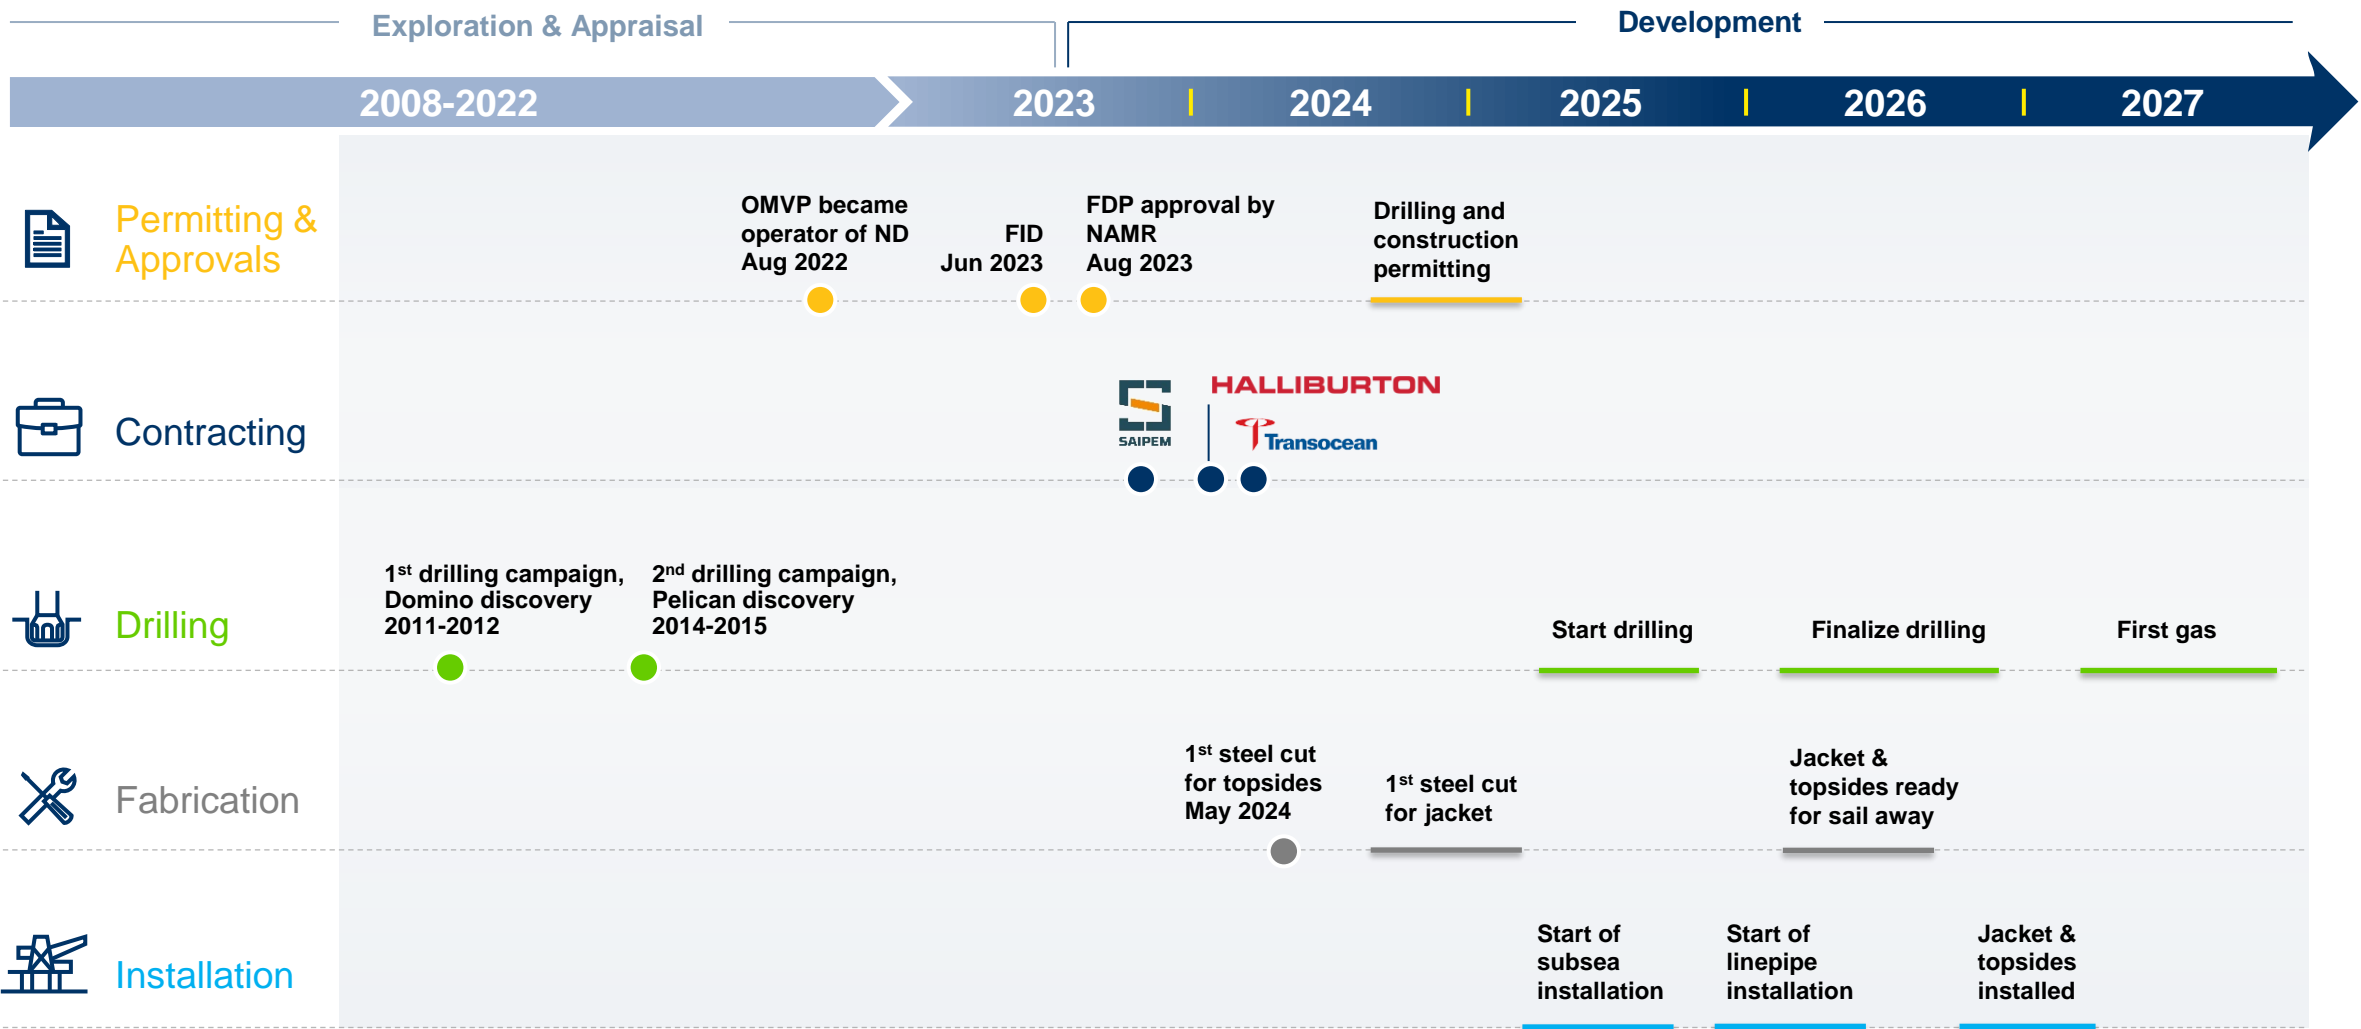 Exploration & Appraisal
Development
2008-2022
2023
2024
2025
2026
2027
Permitting &
Approvals
OMVP became
operator of ND
Aug 2022
FID
Jun 2023
FDP approval by
NAMR
Aug 2023
Drilling and
construction
permitting
Contracting
SAIPEM
HALLIBURTON
Transocean
Drilling
1st drilling campaign,
Domino discovery
2011-2012
2nd drilling campaign,
Pelican discovery
2014-2015
Start drilling
Finalize drilling
First gas
Fabrication
1st steel cut
for topsides
May 2024
1st steel cut
for jacket
Jacket &
topsides ready
for sail away
Installation
Start of
subsea
installation
Start of
linepipe
installation
Jacket &
topsides
installed